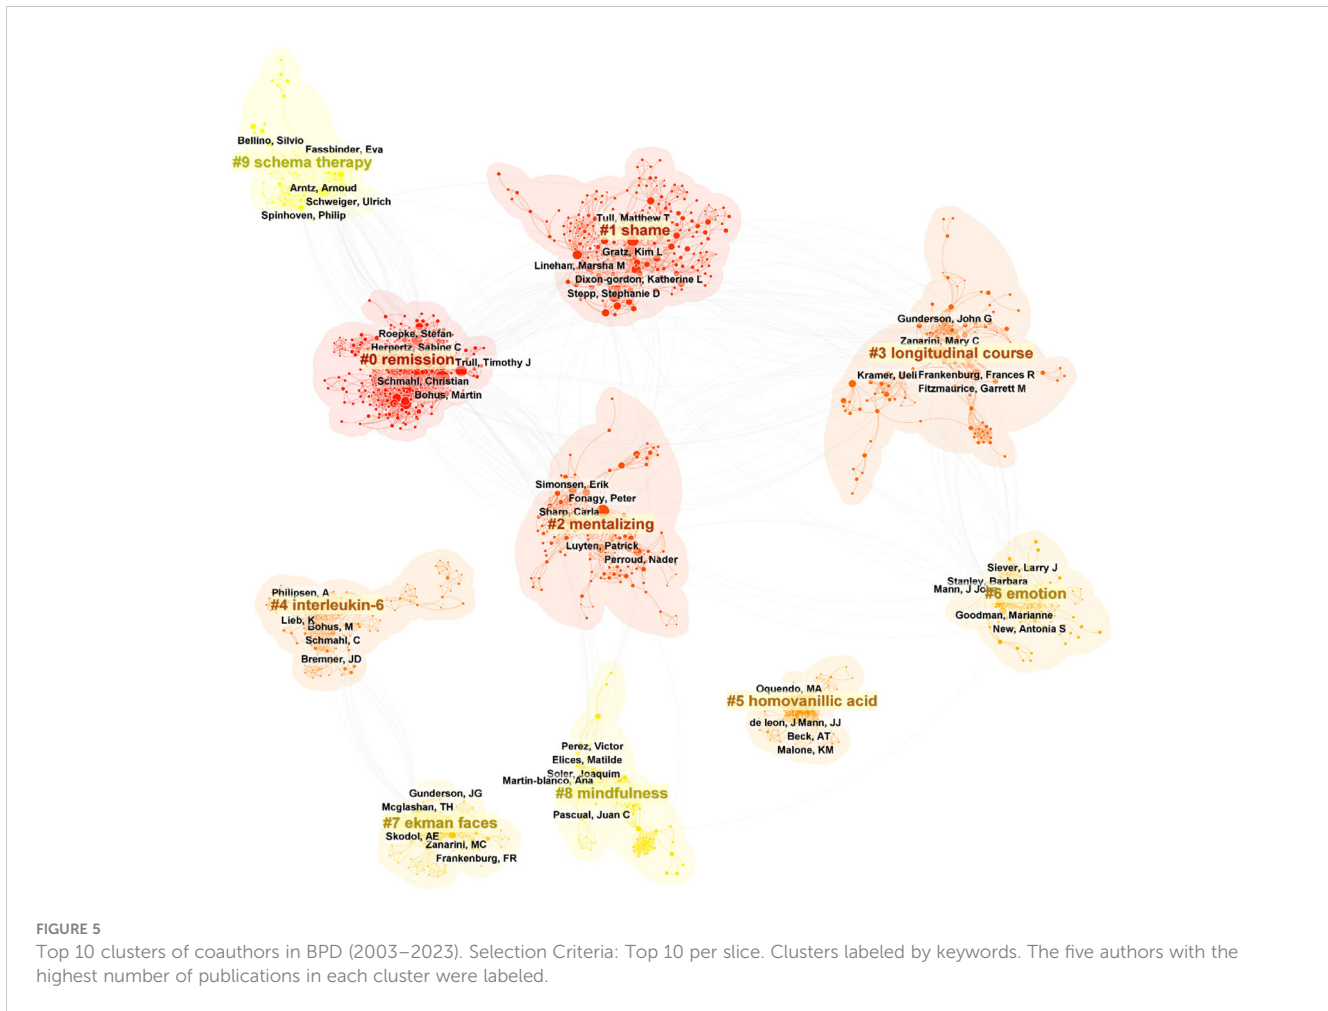 Bellino, Silvio
Fassbinder, Eva
#9 schema therapy
Arntz, Arnoud
Schweiger, Ulrich
Spinhoven, Philip
Tull, Matthew T
#1 shame
Gratz, Kim L
Linehan, Marsha M
Dixon-gordon, Katherine L
Stepp, Stephanie D
Roepke, Stefan
Herpertz, Sabine C
#0 remission
Trull, Timothy J
Schmahl, Christian
Bohus, Martin
Gunderson, John G
Zanarini, Mary C
#3 longitudinal course
Kramer, Ueli
Frankenburg, Frances R
Fitzmaurice, Garrett M
Simonsen, Erik
Fonagy, Peter
Sharp, Carla
#2 mentalizing
Luyten, Patrick
Perroud, Nader
Philipsen, A
#4 interleukin-6
Lieb, K
Bohus, M
Schmahl, C
Bremner, JD
Siever, Larry J
Stanley, Barbara
Mann, J
#6 emotion
Goodman, Marianne
New, Antonia S
Oquendo, MA
#5 homovanillic acid
de leon, J
Mann, JJ
Beck, AT
Malone, KM
Perez, Victor
Elices, Matilde
Soler, Joaquim
Martin-blanco, Ana
#8 mindfulness
Pascual, Juan C
Gunderson, JG
Mcglashan, TH
#7 ekman faces
Skodol, AE
Zanarini, MC
Frankenburg, FR
FIGURE 5
Top 10 clusters of coauthors in BPD (2003–2023). Selection Criteria: Top 10 per slice. Clusters labeled by keywords. The five authors with the
highest number of publications in each cluster were labeled.